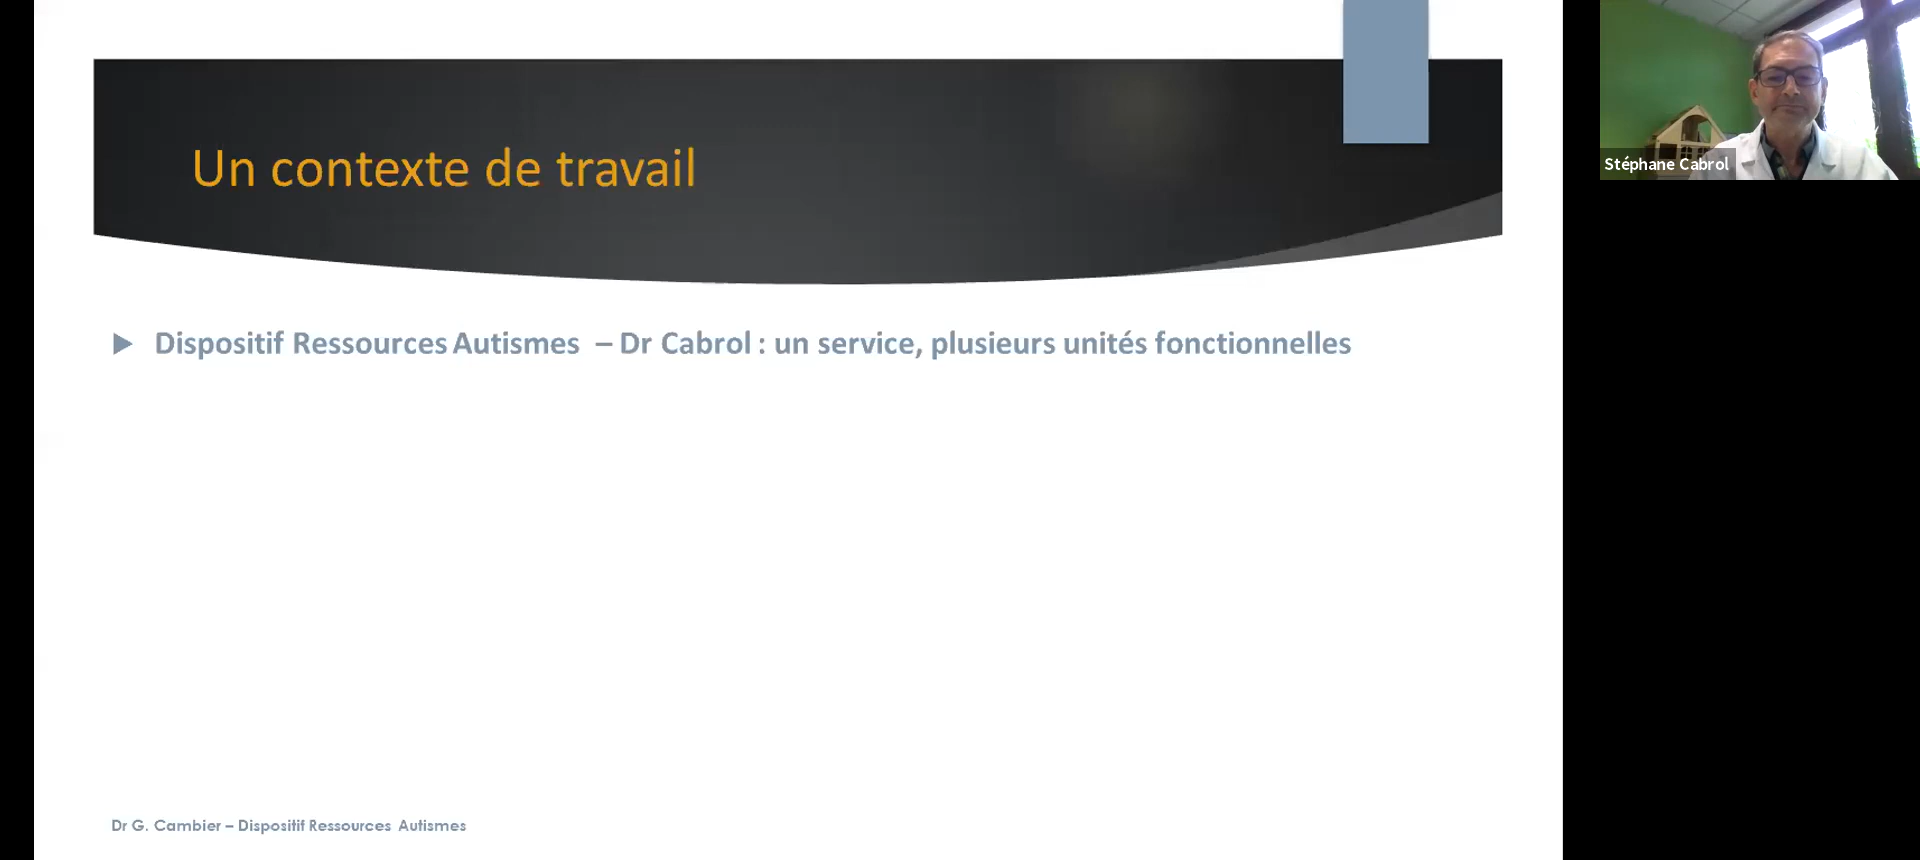 Un contexte de travail
Stéphane Cabrol
Dispositif Ressources Autismes – Dr Cabrol : un service, plusieurs unités fonctionnelles
Dr G. Cambier – Dispositif Ressources Autismes